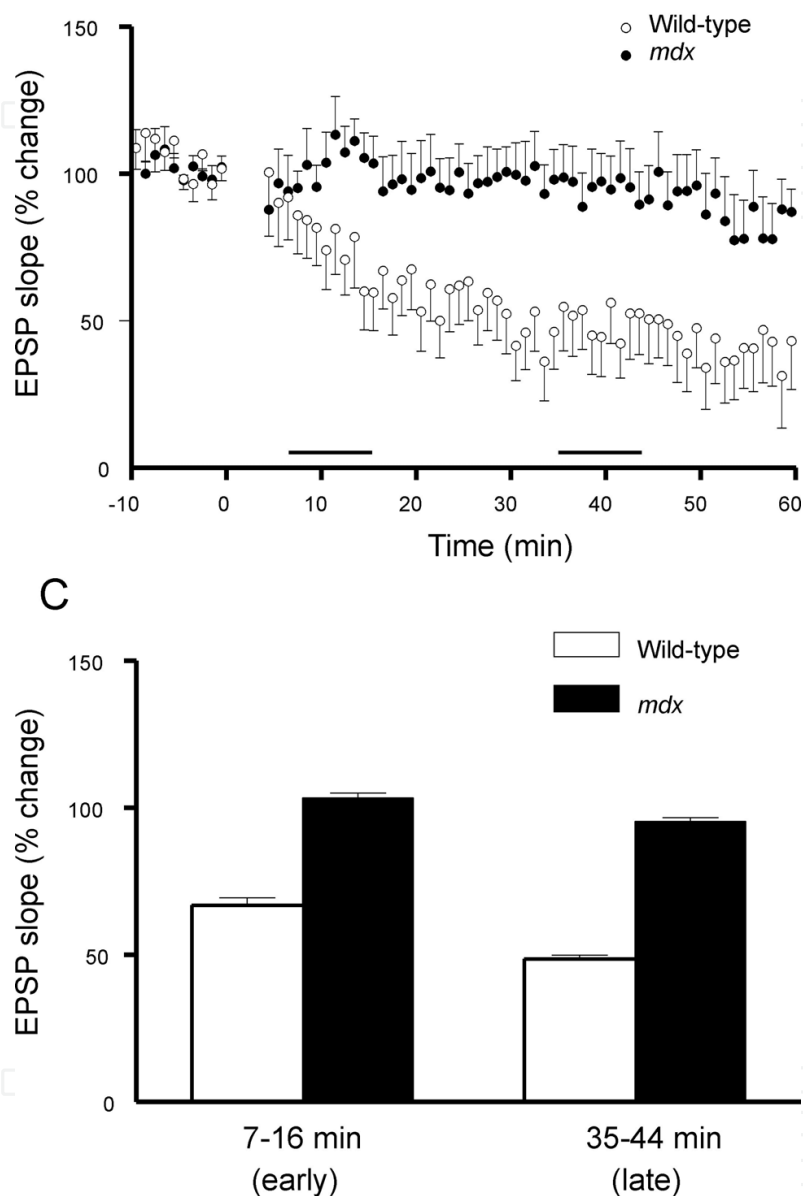 150
Wild-type
mdx
100
50
0
EPSP slope (% change)
-10 0 10 20 30 40 50 60
Time (min)
C
Wild-type
mdx
150
100
50
0
EPSP slope (% change)
7-16 min 35-44 min
(early) (late)